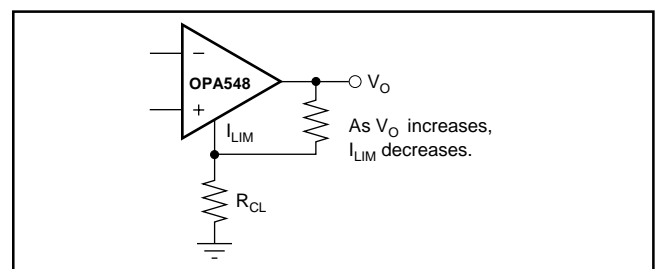 −
OPA548
+
V_O
I_LIM
As V_O increases,
I_LIM decreases.
R_CL